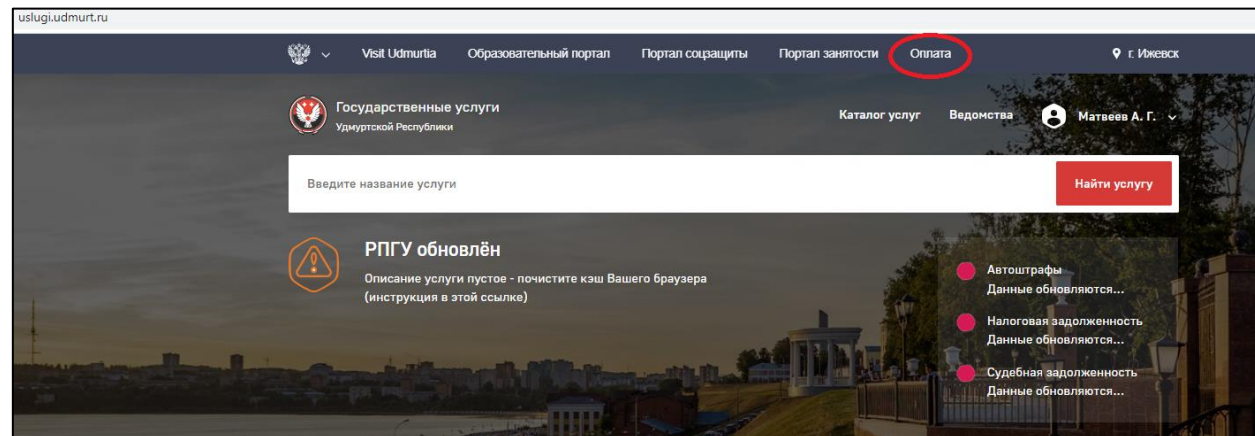 uslugi.udmurt.ru
Visit Udmurtia Образовательный портал Портал соцзащиты Портал занятости Оплата г. Ижевск
Государственные услуги
Удмуртской Республики
Каталог услуг Ведомства Матвеев А. Г.
Введите название услуги
Найти услугу
РПГУ обновлён
Описание услуги пустое - почистите кэш Вашего браузера
(инструкция в этой ссылке)
Автоштрафы
Данные обновляются...
Налоговая задолженность
Данные обновляются...
Судебная задолженность
Данные обновляются...